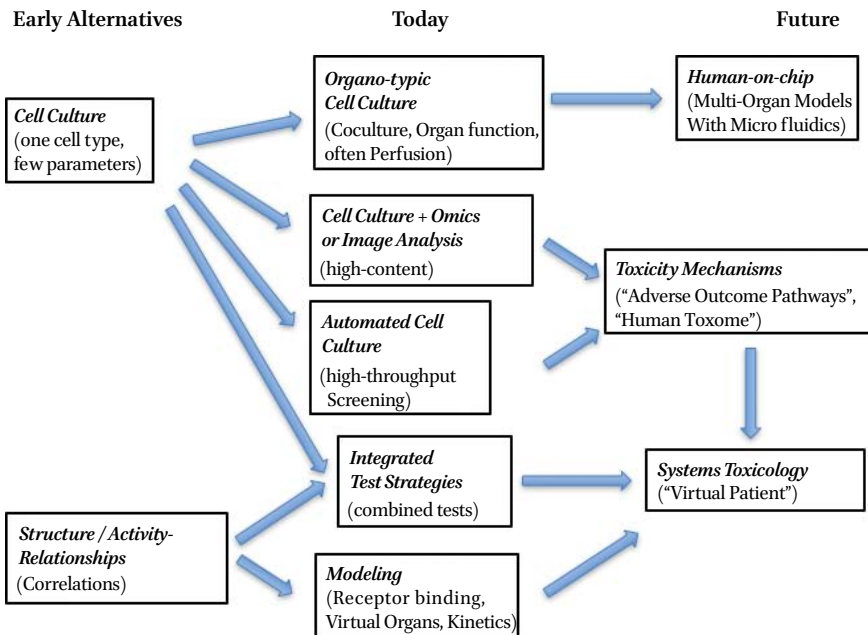 Early Alternatives
Today
Future
Cell Culture
(one cell type,
few parameters)
Organo-typic
Cell Culture
(Coculture, Organ function,
often Perfusion)
Human-on-chip
(Multi-Organ Models
With Micro fluidics)
Cell Culture + Omics
or Image Analysis
(high-content)
Toxicity Mechanisms
(“Adverse Outcome Pathways”,
“Human Toxome”)
Automated Cell
Culture
(high-throughput
Screening)
Integrated
Test Strategies
(combined tests)
Systems Toxicology
(“Virtual Patient”)
Structure / Activity-
Relationships
(Correlations)
Modeling
(Receptor binding,
Virtual Organs, Kinetics)